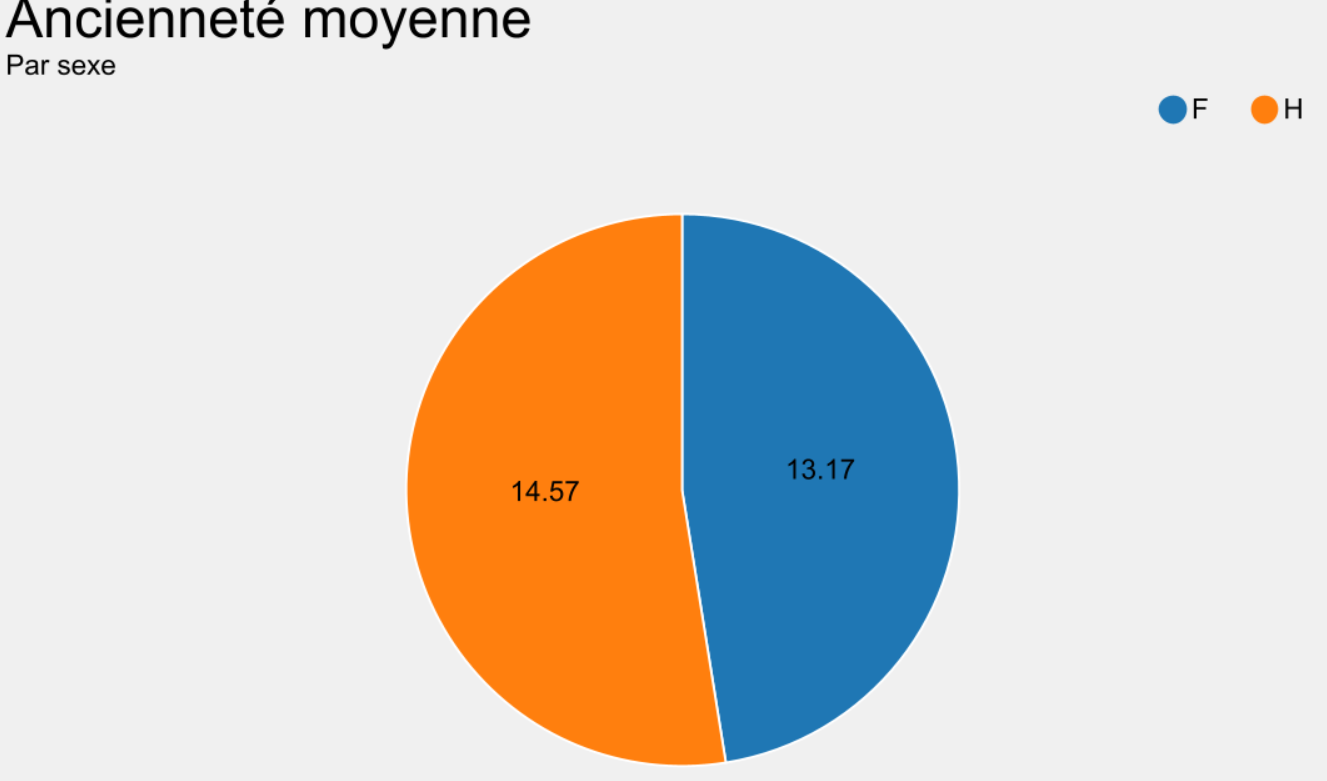 Ancienneté moyenne
Par sexe
F H
13.17
14.57